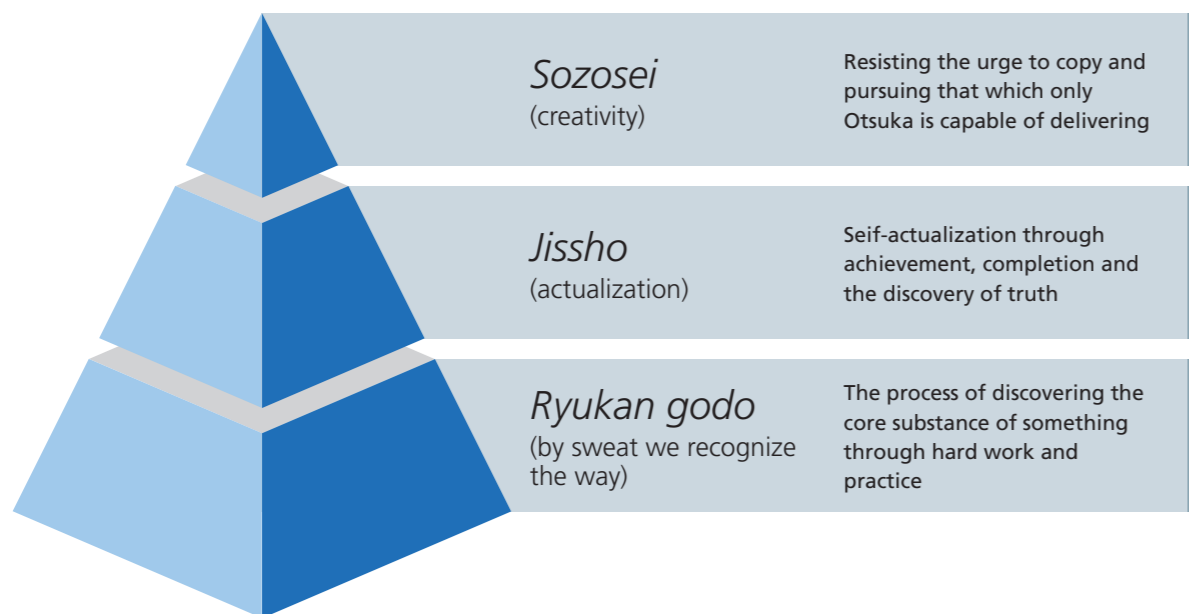 Sozosei
(creativity)
Resisting the urge to copy and
pursuing that which only
Otsuka is capable of delivering
Jissho
(actualization)
Seif-actualization through
achievement, completion and
the discovery of truth
Ryukan godo
(by sweat we recognize
the way)
The process of discovering the
core substance of something
through hard work and
practice